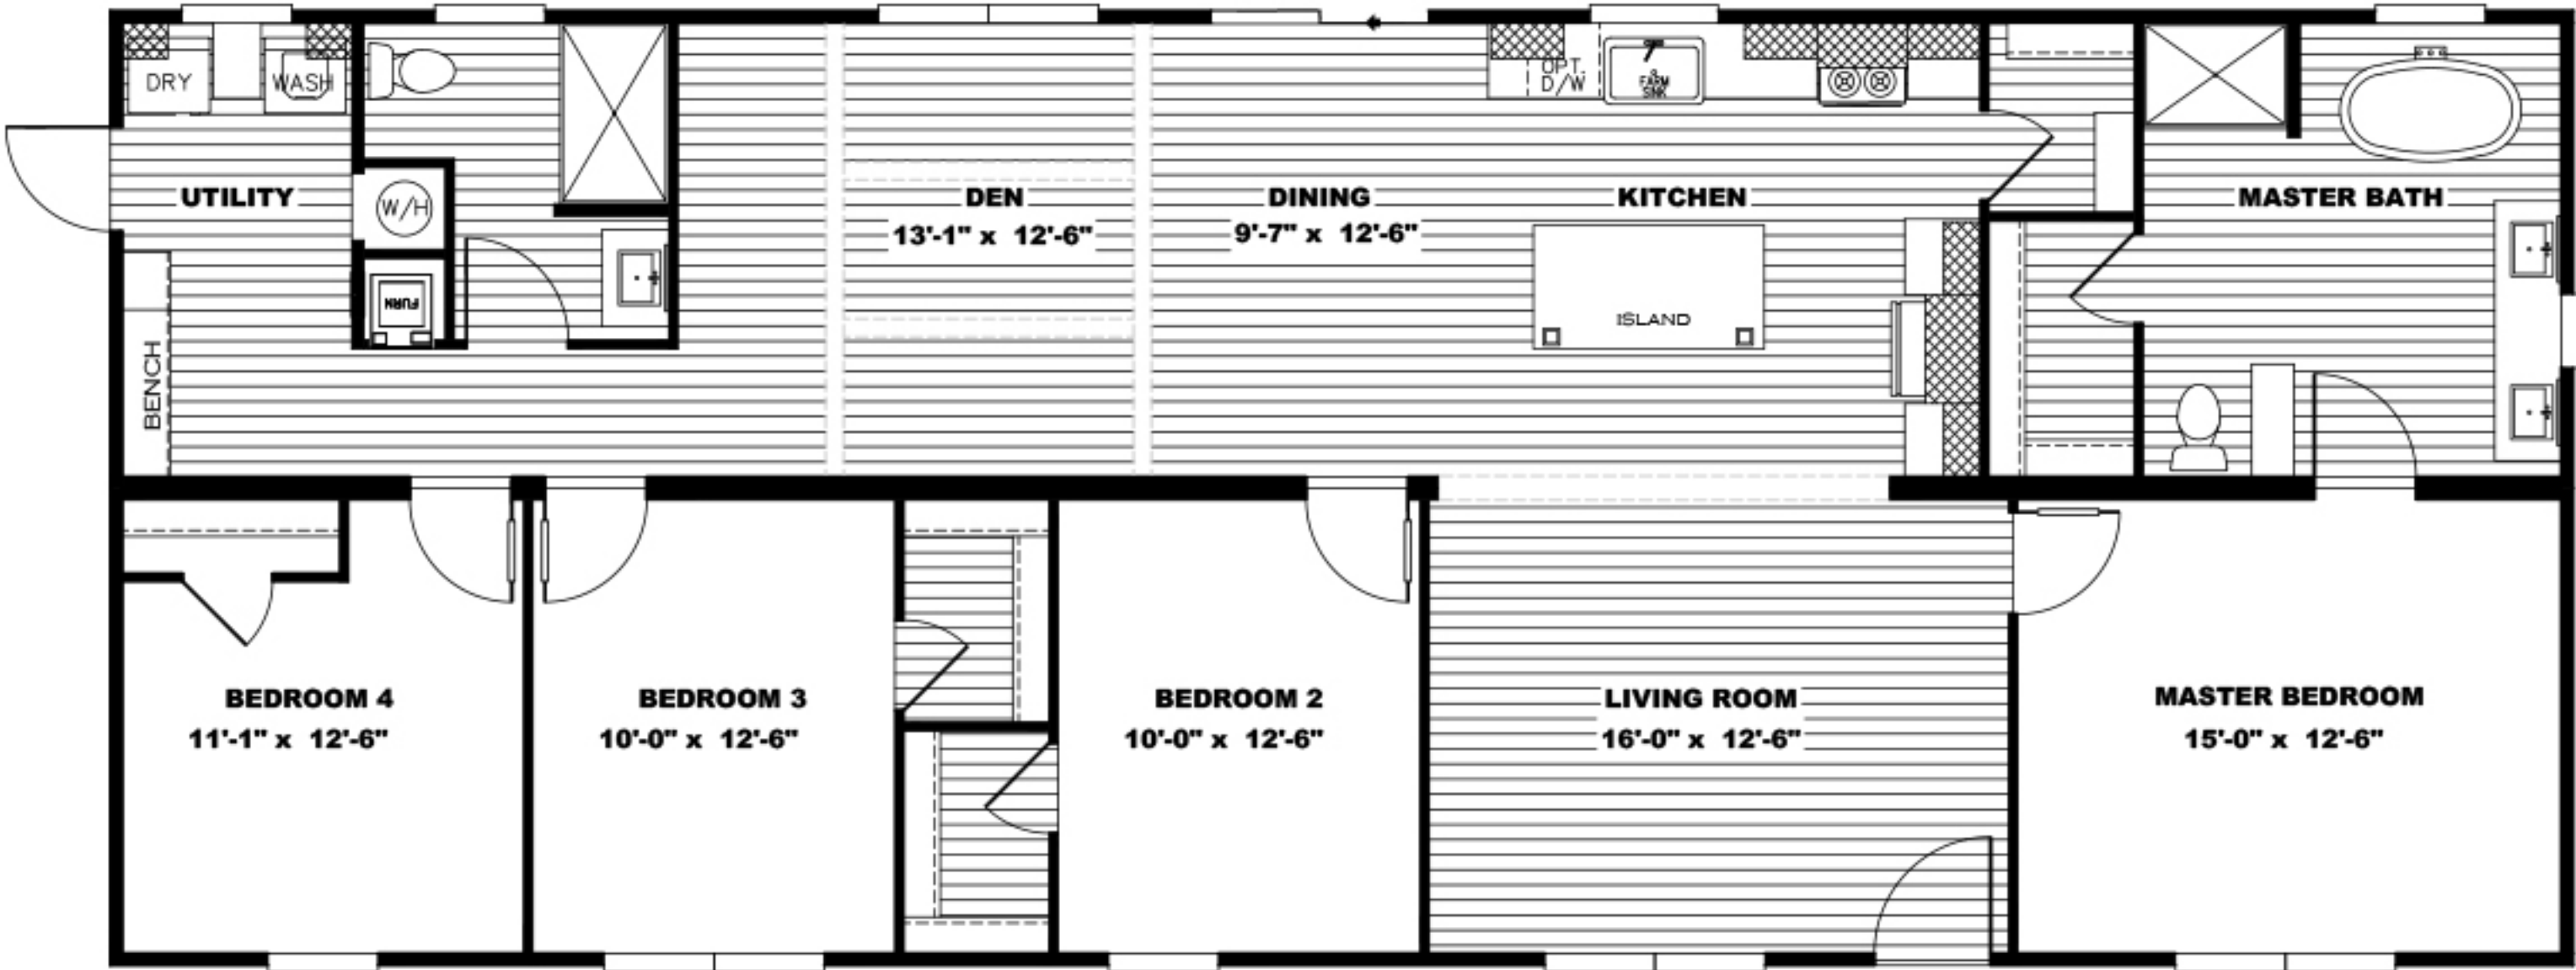 DRY
WASH
OPT.
D/W
FARM
SINK
UTILITY
W/H
DEN
13'-1" x 12'-6"
DINING
9'-7" x 12'-6"
KITCHEN
MASTER BATH
FURN
ISLAND
BENCH
BEDROOM 4
11'-1" x 12'-6"
BEDROOM 3
10'-0" x 12'-6"
BEDROOM 2
10'-0" x 12'-6"
LIVING ROOM
16'-0" x 12'-6"
MASTER BEDROOM
15'-0" x 12'-6"